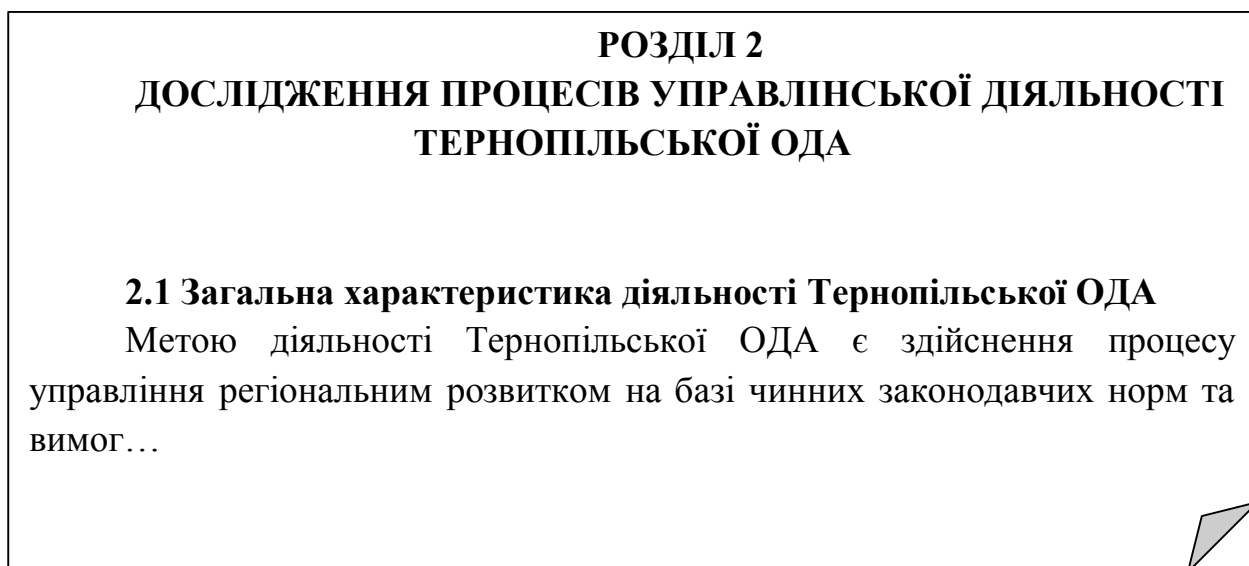 РОЗДІЛ 2
ДОСЛІДЖЕННЯ ПРОЦЕСІВ УПРАВЛІНСЬКОЇ ДІЯЛЬНОСТІ
ТЕРНОПІЛЬСЬКОЇ ОДА
2.1 Загальна характеристика діяльності Тернопільської ОДА
Метою діяльності Тернопільської ОДА є здійснення процесу
управління регіональним розвитком на базі чинних законодавчих норм та
вимог…